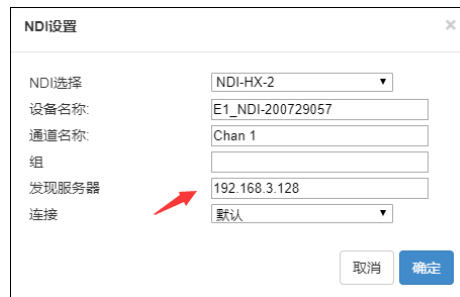 NDI设置
×
NDI选择 NDI-HX-2
设备名称: E1_NDI-200729057
通道名称: Chan 1
组
发现服务器 192.168.3.128
连接 默认
取消 确定